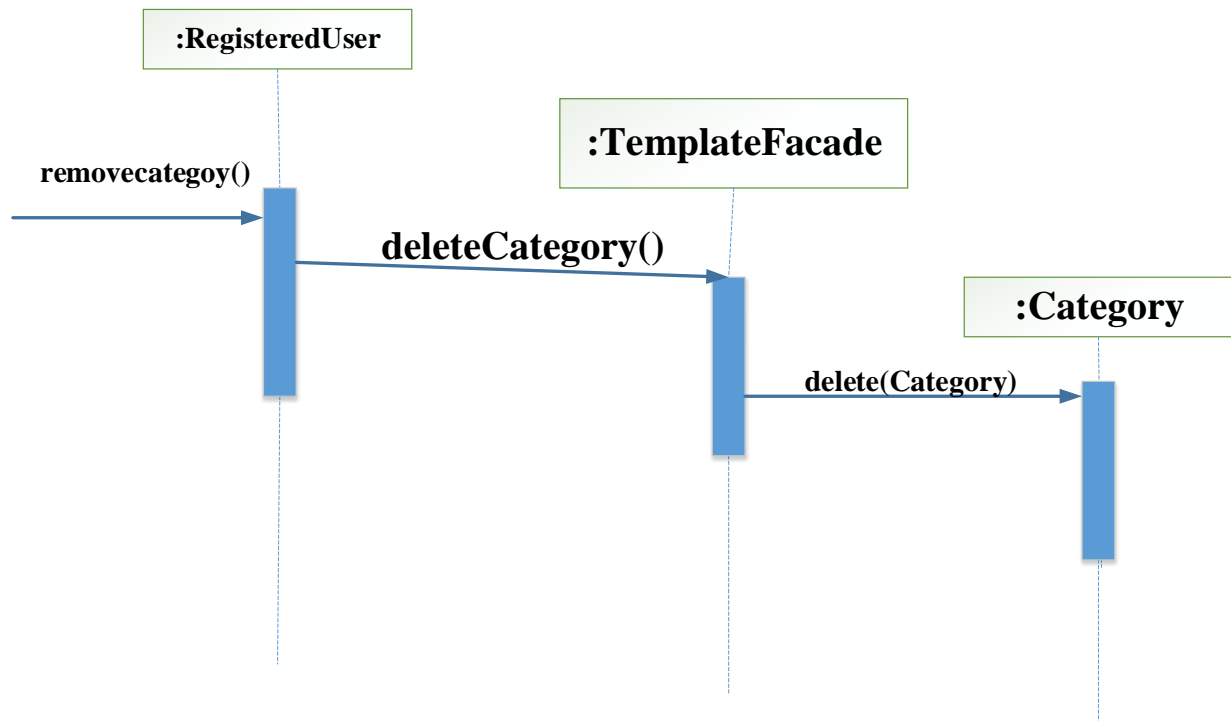 :RegisteredUser
:TemplateFacade
removecategoy()
deleteCategory()
:Category
delete(Category)